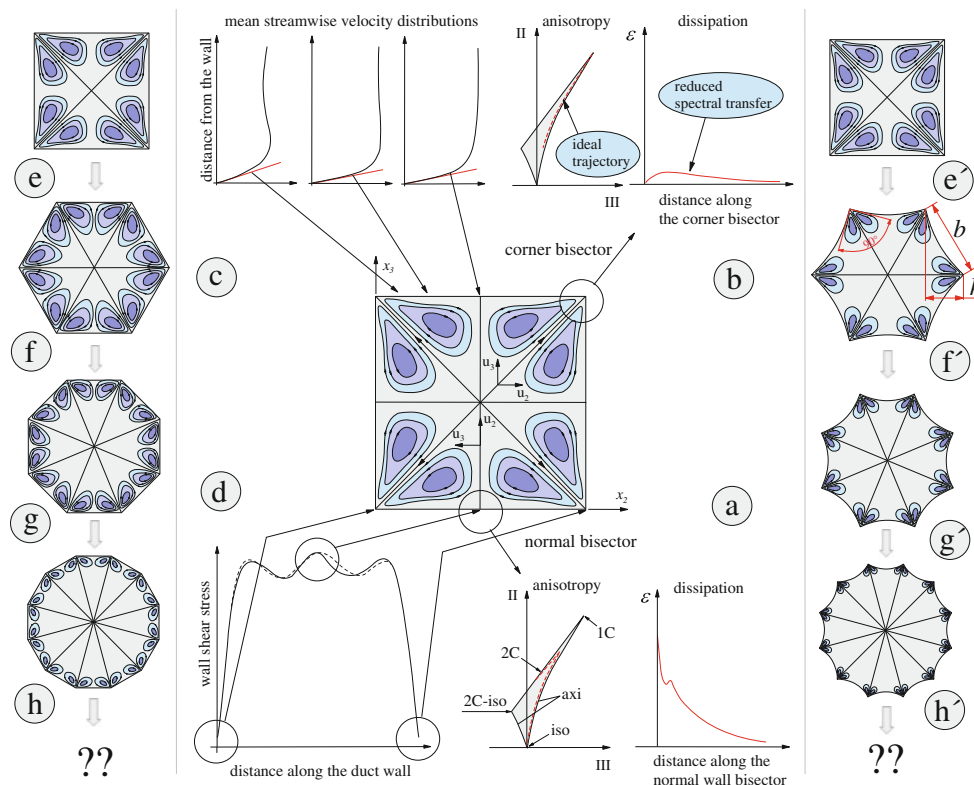 mean streamwise velocity distributions
anisotropy
dissipation
distance from the wall
II
III
ε
reduced
spectral transfer
ideal
trajectory
distance along
the corner bisector
corner bisector
e
f
g
h
??
c
b
d
a
x₃
x₂
u₃
u₂
u₂
u₃
normal bisector
wall shear stress
distance along the duct wall
anisotropy
dissipation
II
1C
2C
2C-iso
axi
iso
III
ε
distance along the
normal wall bisector
e´
90°
b
f´
g´
h´
??